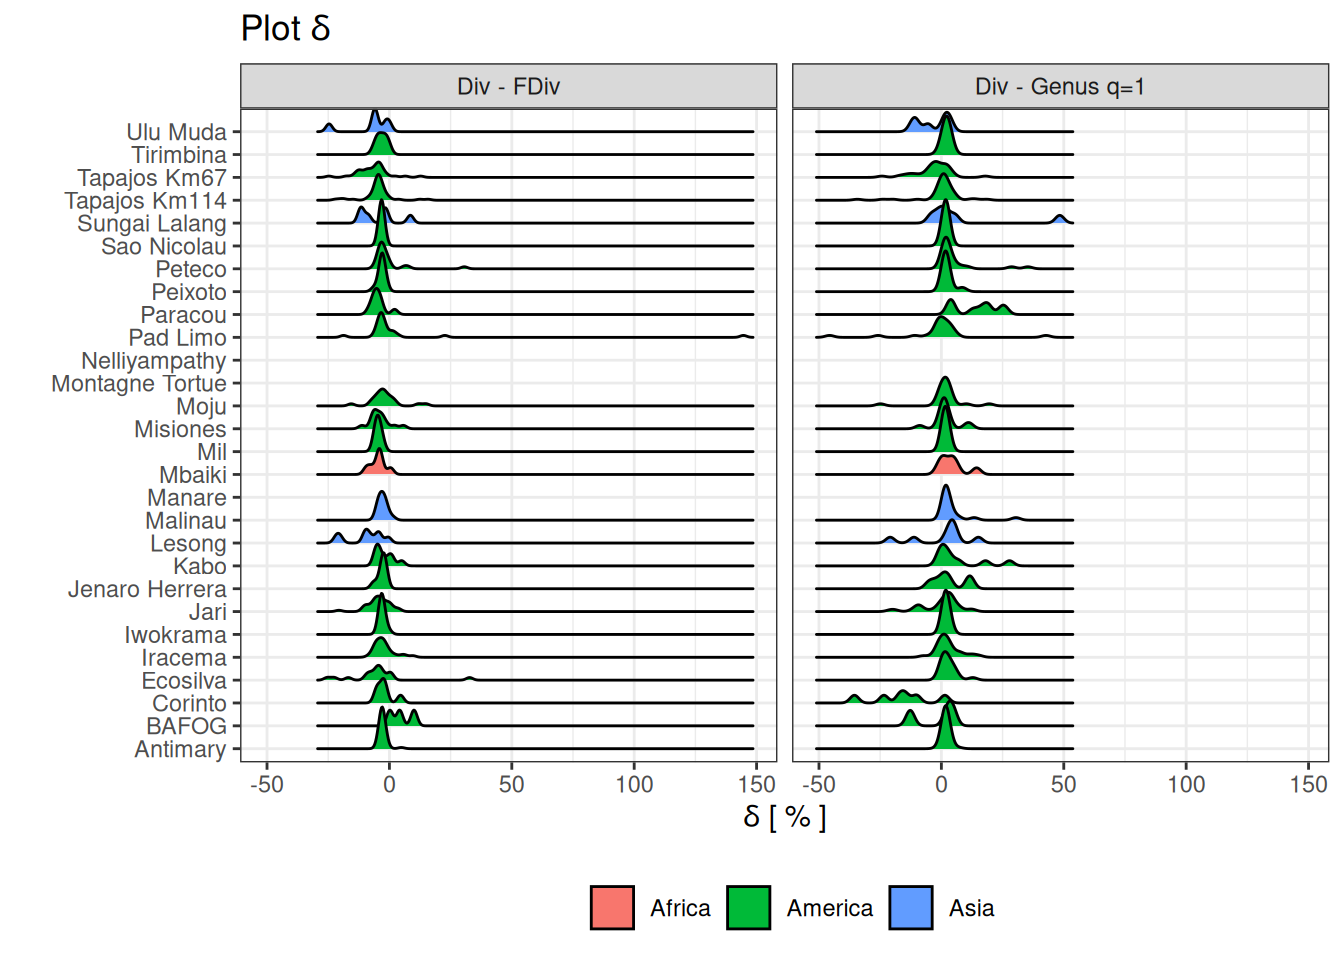 Plot δ
Div - FDiv
Div - Genus q=1
Ulu Muda
Tirimbina
Tapajos Km67
Tapajos Km114
Sungai Lalang
Sao Nicolau
Peteco
Peixoto
Paracou
Pad Limo
Nelliyampathy
Montagne Tortue
Moju
Misiones
Mil
Mbaiki
Manare
Malinau
Lesong
Kabo
Jenaro Herrera
Jari
Iwokrama
Iracema
Ecosilva
Corinto
BAFOG
Antimary
-50 0 50 100 150
-50 0 50 100 150
δ [ % ]
Africa America Asia